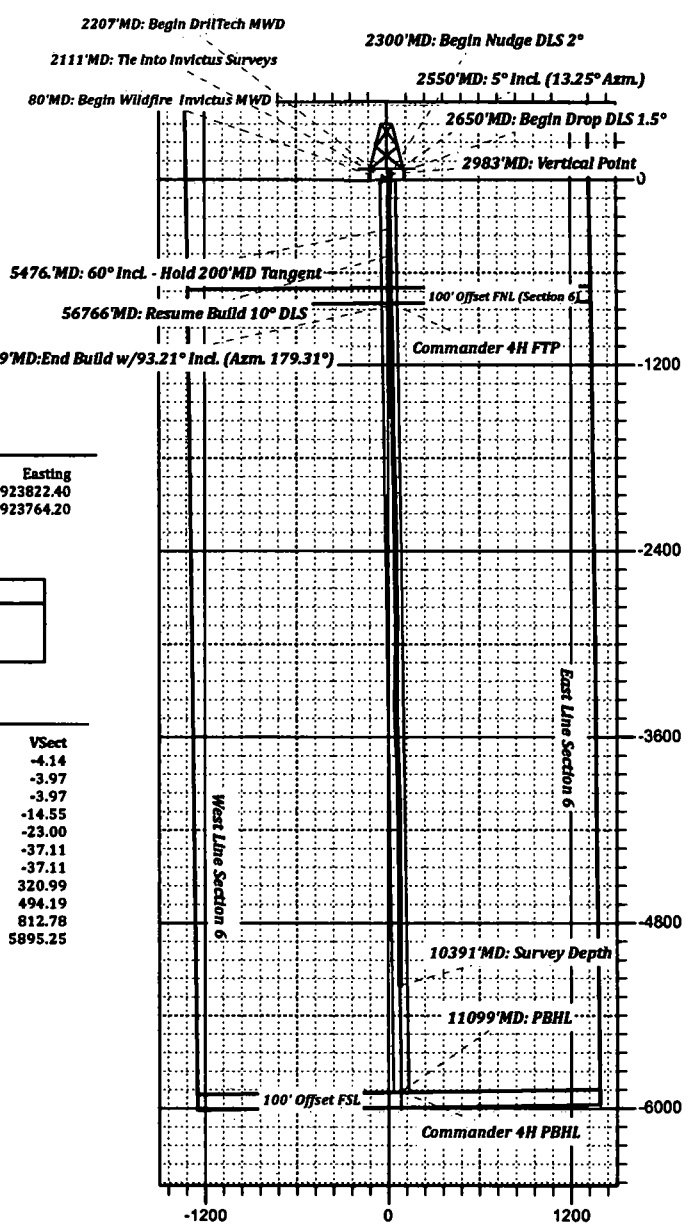 2207'MD: Begin DrilTech MWD
2300'MD: Begin Nudge DLS 2°
2111'MD: Tie Into Invictus Surveys
2550'MD: 5° Incl. (13.25° Azm.)
80'MD: Begin Wildfire Invictus MWD
2650'MD: Begin Drop DLS 1.5°
2983'MD: Vertical Point
0
5476.'MD: 60° Incl. - Hold 200'MD Tangent
100' Offset FNL (Section 6)
56766'MD: Resume Build 10° DLS
Commander 4H FTP
9'MD:End Build w/93.21° Incl. (Azm. 179.31°)
-1200
Easting
923822.40
923764.20
-2400
East Line Section 6
-3600
VSect
-4.14
-3.97
-3.97
-14.55
-23.00
-37.11
-37.11
320.99
494.19
812.78
5895.25
West Line Section 6
-4800
10391'MD: Survey Depth
11099'MD: PBHL
100' Offset FSL
-6000
Commander 4H PBHL
-1200
0
1200